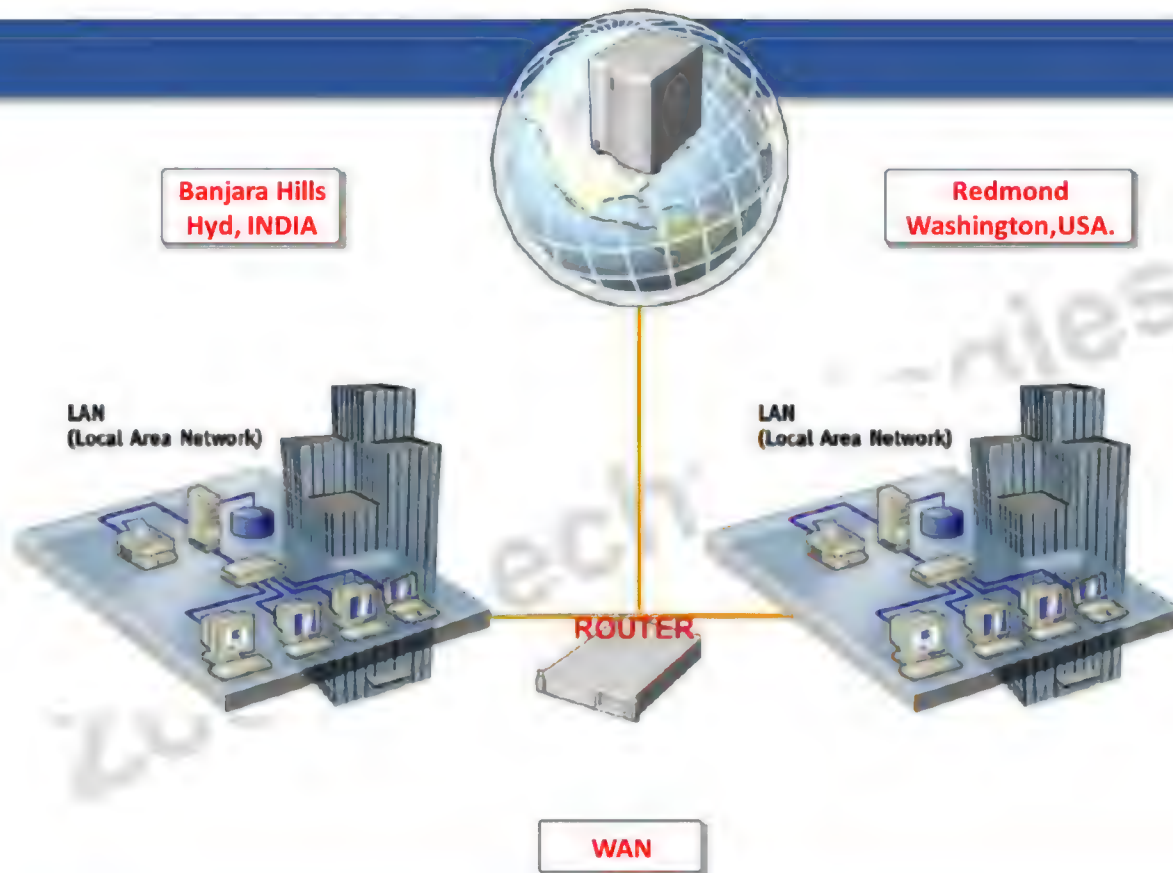 Banjara Hills
Hyd, INDIA
Redmond
Washington,USA.
LAN
(Local Area Network)
LAN
(Local Area Network)
ROUTER
WAN